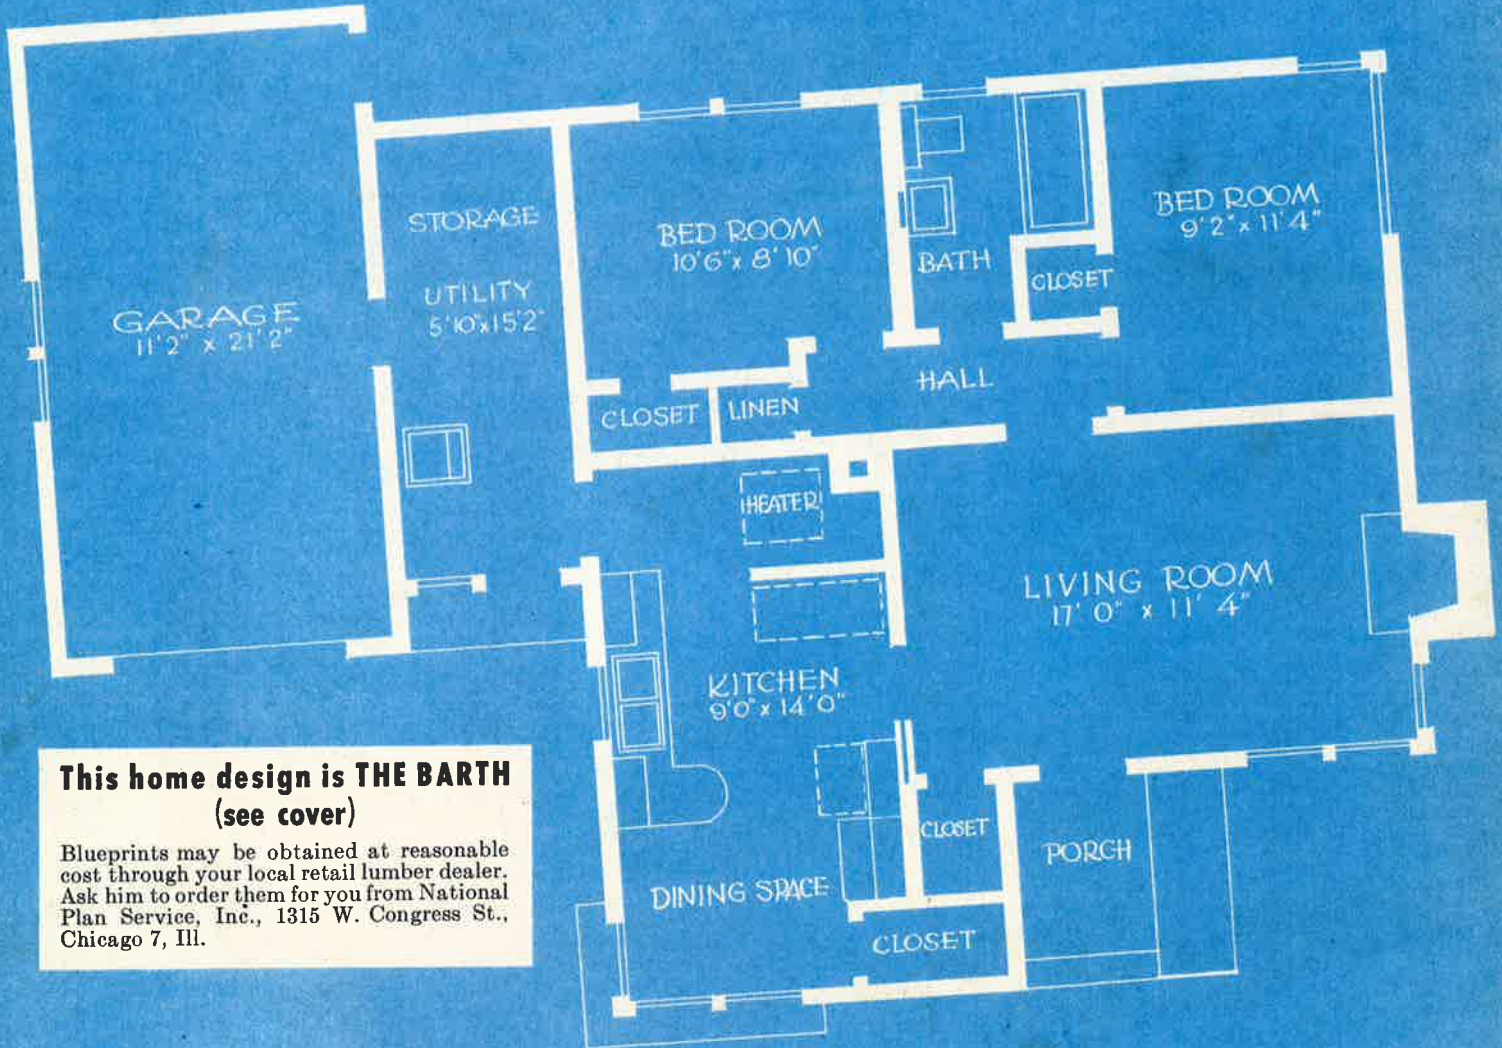 STORAGE
UTILITY
5'10"x15'2"
GARAGE
11'2" x 21'2"
BED ROOM
10'6" x 8'10"
BATH
CLOSET
BED ROOM
9'2" x 11'4"
HALL
CLOSET
LINEN
HEATER
LIVING ROOM
17'0" x 11'4"
KITCHEN
9'0" x 14'0"
DINING SPACE
CLOSET
CLOSET
PORCH
This home design is THE BARTH
(see cover)
Blueprints may be obtained at reasonable
cost through your local retail lumber dealer.
Ask him to order them for you from National
Plan Service, Inc., 1315 W. Congress St.,
Chicago 7, Ill.